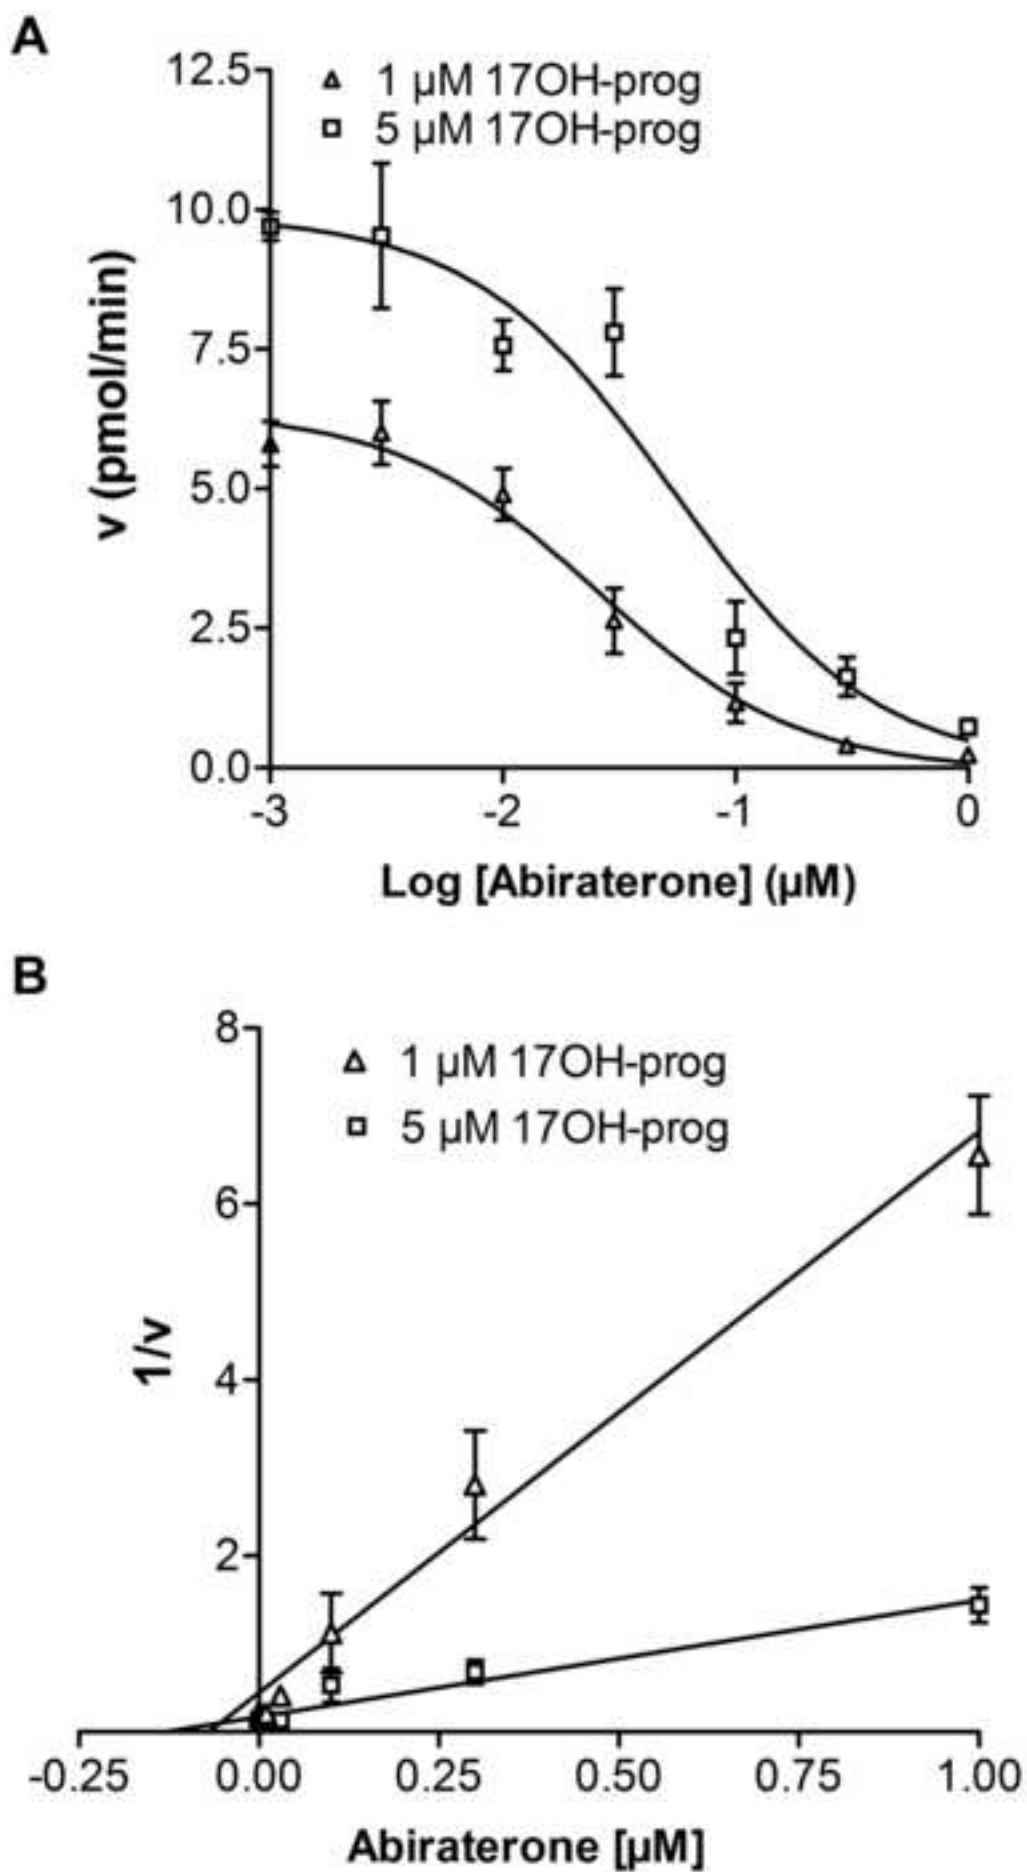 A
12.5
1 µM 17OH-prog
5 µM 17OH-prog
10.0
7.5
5.0
2.5
0.0
v (pmol/min)
-3 -2 -1 0
Log [Abiraterone] (µM)
B
8
1 µM 17OH-prog
5 µM 17OH-prog
6
4
2
1/v
-0.25 0.00 0.25 0.50 0.75 1.00
Abiraterone [µM]